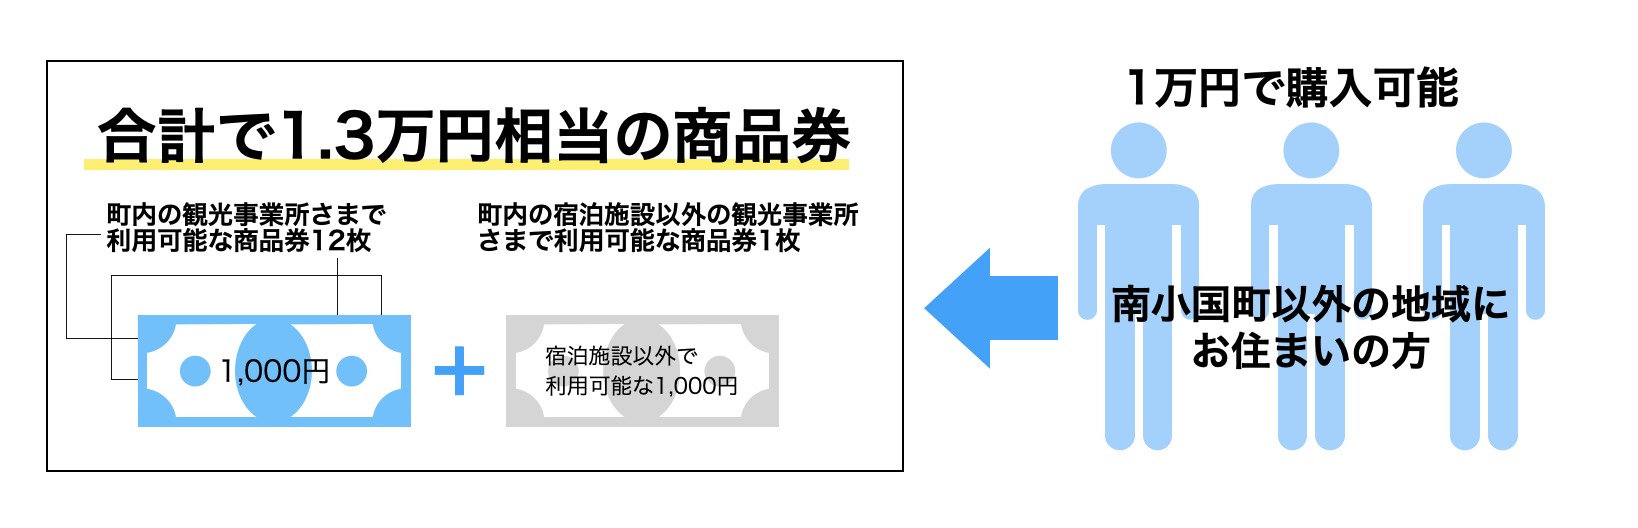 合計で1.3万円相当の商品券
町内の観光事業所さまで
利用可能な商品券12枚
町内の宿泊施設以外の観光事業所
さまで利用可能な商品券1枚
1,000円
+
宿泊施設以外で
利用可能な1,000円
1万円で購入可能
南小国町以外の地域に
お住まいの方